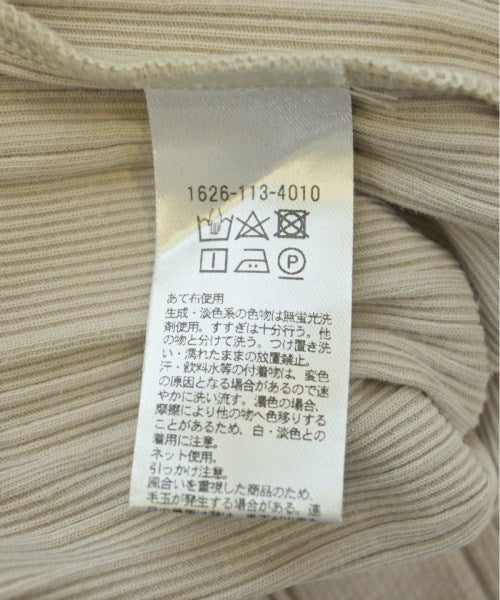 1626-113-4010
P
あて布使用
生成・淡色系の色物は無蛍光洗
剤使用。すすぎは十分行う。他
の物と分けて洗う。つけ置き洗
い・濡れたままの放置禁止。
汗・飲料水等の付着物は、変色
の原因となる場合があるので速
やかに洗い流す。濃色の場合、
摩擦により他の物へ色移りする
ことがあるため、白・淡色との
着用に注意。
ネット使用。
引っかけ注意。
風合いを重視した商品のため、
毛玉が発生する場合がある。速